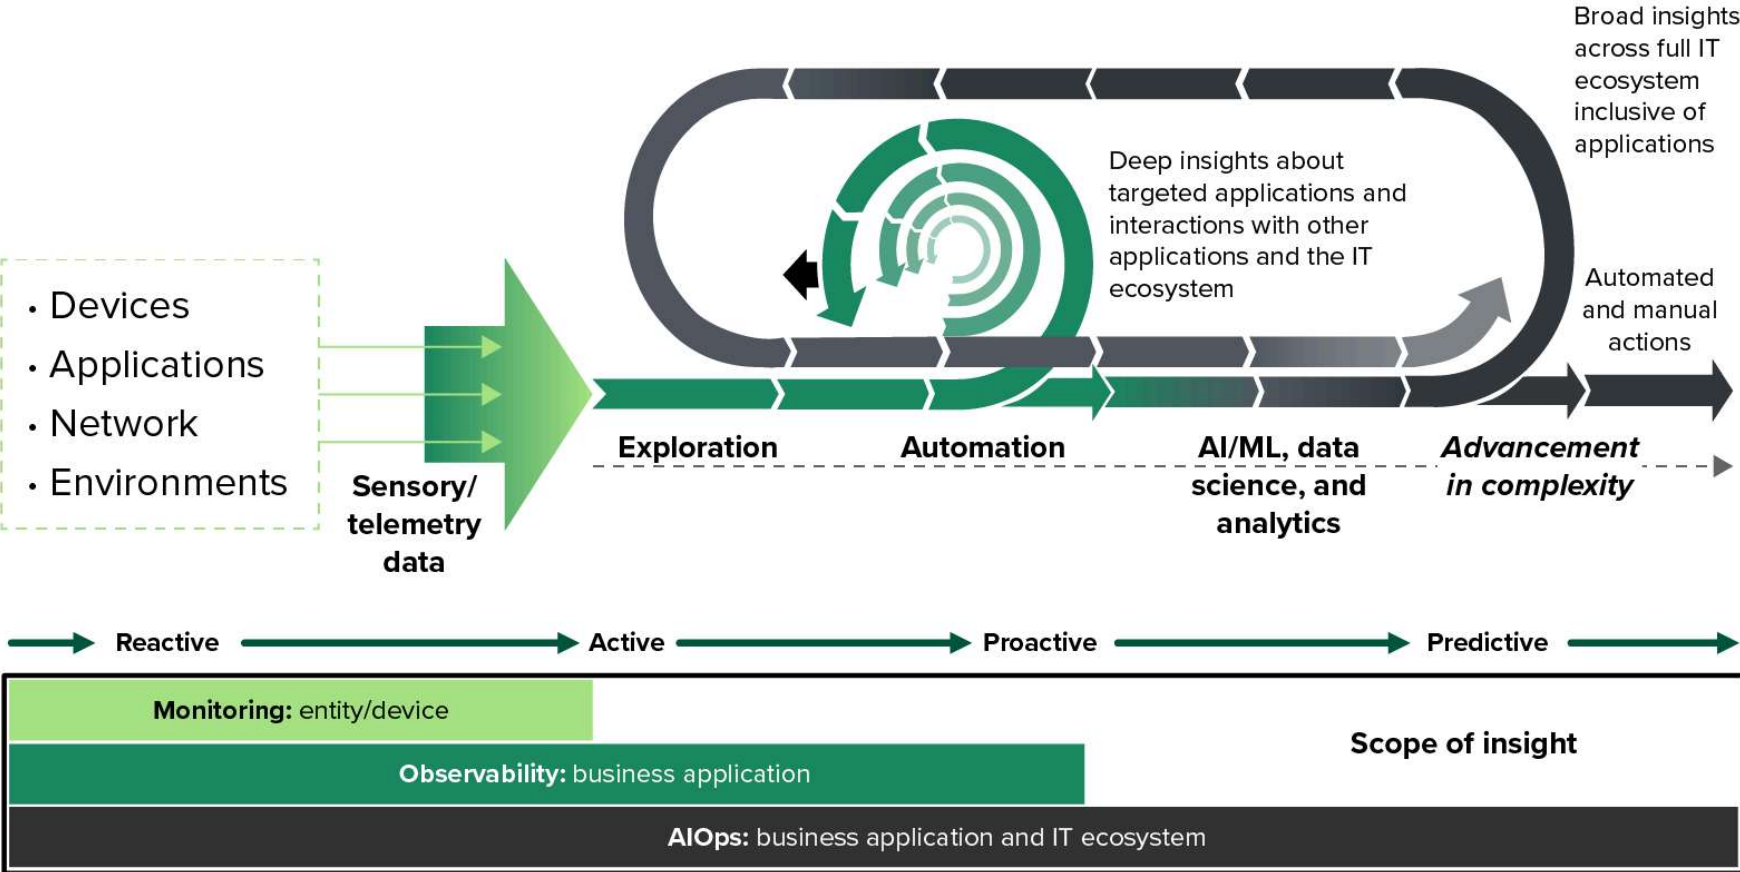 Broad insights
across full IT
ecosystem
inclusive of
applications
Deep insights about
targeted applications and
interactions with other
applications and the IT
ecosystem
Automated
and manual
actions
• Devices
• Applications
• Network
• Environments
Sensory/
telemetry
data
Exploration
Automation
AI/ML, data
science, and
analytics
Advancement
in complexity
Reactive
Active
Proactive
Predictive
Monitoring: entity/device
Scope of insight
Observability: business application
AIOps: business application and IT ecosystem